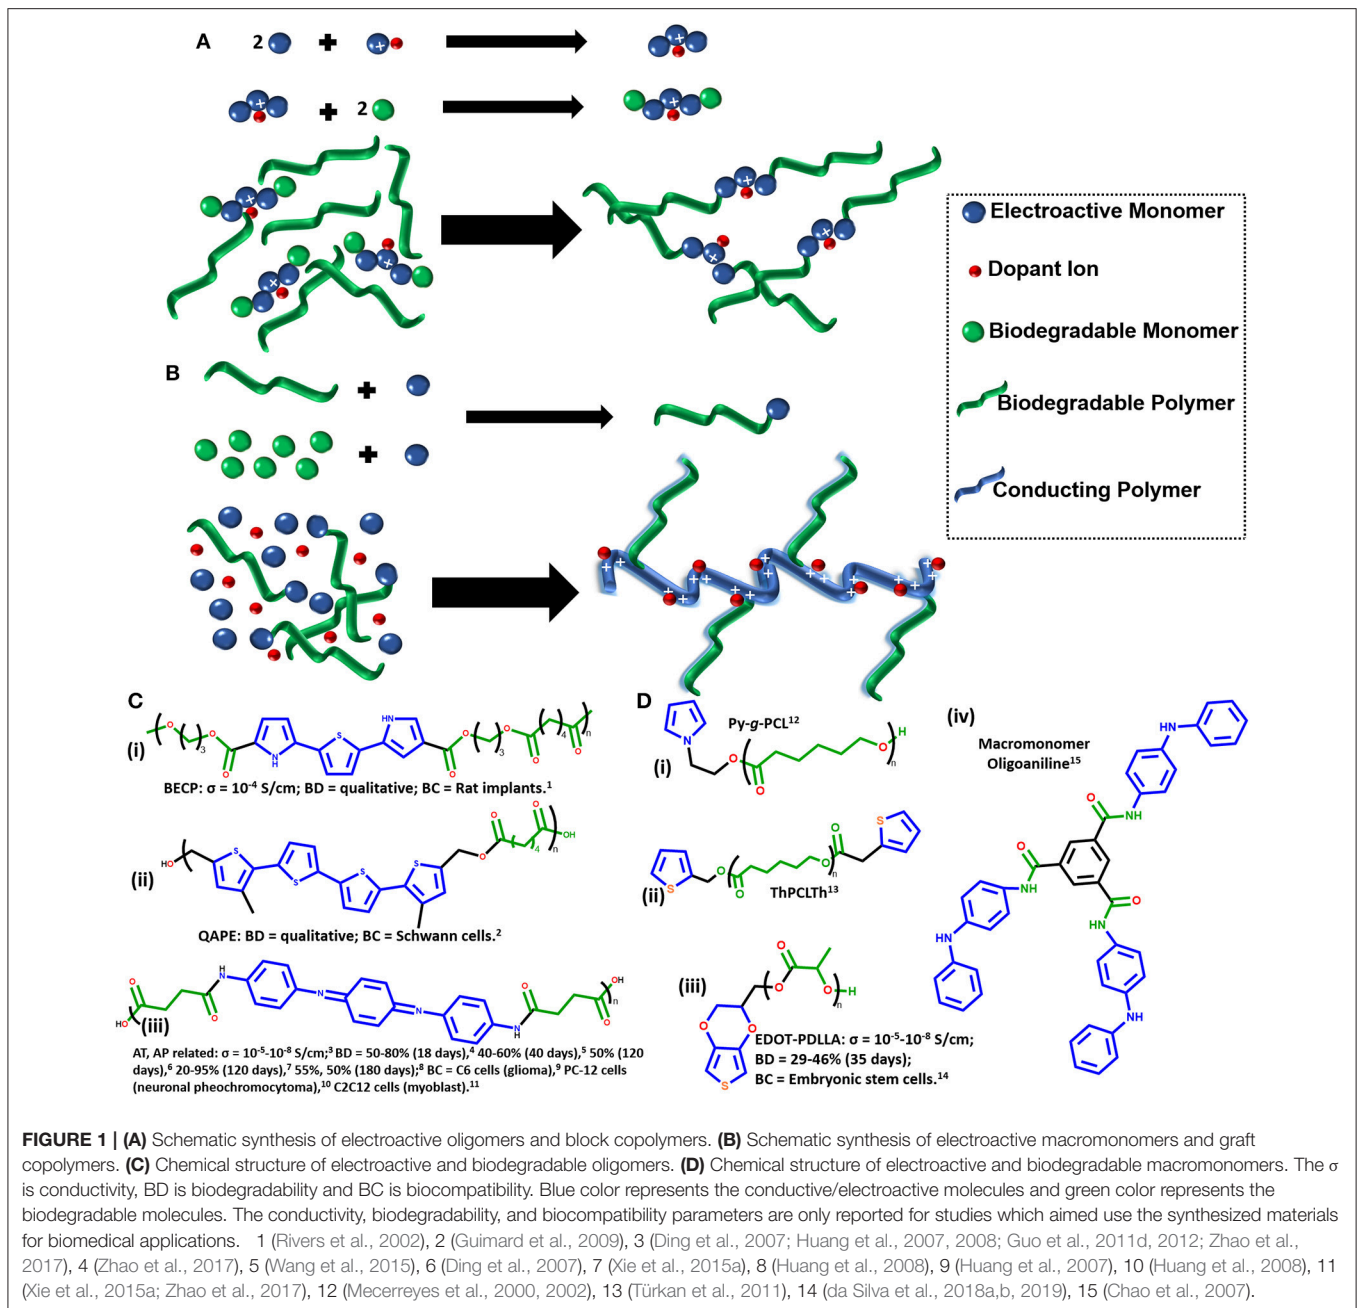 A
2
+
+
+
2
+
Electroactive Monomer
Dopant Ion
Biodegradable Monomer
Biodegradable Polymer
Conducting Polymer
B
+
+
C
(i)
BECP: σ = 10⁻⁴ S/cm; BD = qualitative; BC = Rat implants.¹
(ii)
QAPE: BD = qualitative; BC = Schwann cells.²
(iii)
AT, AP related: σ = 10⁻⁵-10⁻⁸ S/cm;³ BD = 50-80% (18 days),⁴ 40-60% (40 days),⁵ 50% (120
days),⁶ 20-95% (120 days),⁷ 55%, 50% (180 days);⁸ BC = C6 cells (glioma),⁹ PC-12 cells
(neuronal pheochromocytoma),¹⁰ C2C12 cells (myoblast).¹¹
D
Py-g-PCL¹²
(i)
(ii)
ThPCLTh¹³
(iii)
EDOT-PDLLA: σ = 10⁻⁵-10⁻⁸ S/cm;
BD = 29-46% (35 days);
BC = Embryonic stem cells.¹⁴
(iv)
Macromonomer
Oligoaniline¹⁵
FIGURE 1 | (A) Schematic synthesis of electroactive oligomers and block copolymers. (B) Schematic synthesis of electroactive macromonomers and graft
copolymers. (C) Chemical structure of electroactive and biodegradable oligomers. (D) Chemical structure of electroactive and biodegradable macromonomers. The σ
is conductivity, BD is biodegradability and BC is biocompatibility. Blue color represents the conductive/electroactive molecules and green color represents the
biodegradable molecules. The conductivity, biodegradability, and biocompatibility parameters are only reported for studies which aimed use the synthesized materials
for biomedical applications. 1 (Rivers et al., 2002), 2 (Guimard et al., 2009), 3 (Ding et al., 2007; Huang et al., 2007, 2008; Guo et al., 2011d, 2012; Zhao et al.,
2017), 4 (Zhao et al., 2017), 5 (Wang et al., 2015), 6 (Ding et al., 2007), 7 (Xie et al., 2015a), 8 (Huang et al., 2008), 9 (Huang et al., 2007), 10 (Huang et al., 2008), 11
(Xie et al., 2015a; Zhao et al., 2017), 12 (Mecerreyes et al., 2000, 2002), 13 (Türkan et al., 2011), 14 (da Silva et al., 2018a,b, 2019), 15 (Chao et al., 2007).